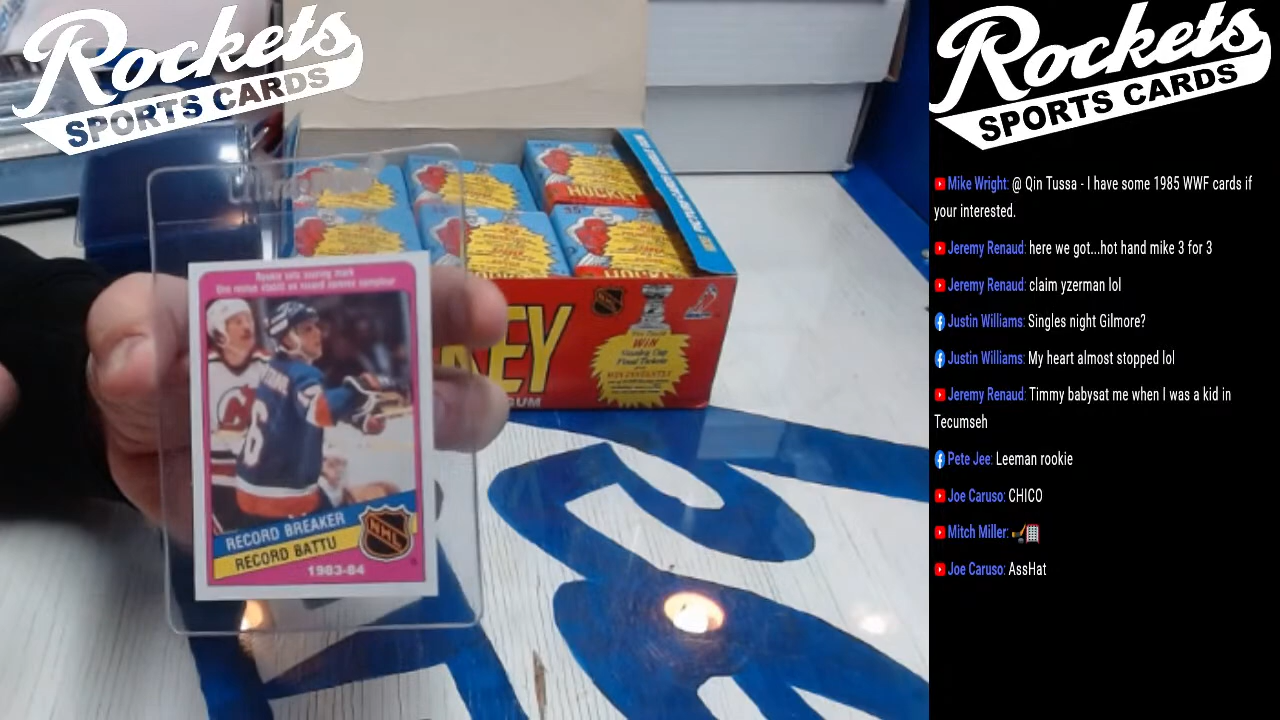 Rockets
SPORTS CARDS
Rockets
SPORTS CARDS
Mike Wright: @ Qin Tussa - I have some 1985 WWF cards if
your interested.
Jeremy Renaud: here we got...hot hand mike 3 for 3
Jeremy Renaud: claim yzerman lol
Justin Williams: Singles night Gilmore?
Justin Williams: My heart almost stopped lol
Jeremy Renaud: Timmy babysat me when I was a kid in
Tecumseh
Pete Jee: Leeman rookie
Joe Caruso: CHICO
Mitch Miller:
Joe Caruso: AssHat
HOCKEY
HOCKEY
EY
GUM
NHL
WIN
Rookie sets scoring mark
RECORD BREAKER
RECORD BATTU
NHL
1983-84